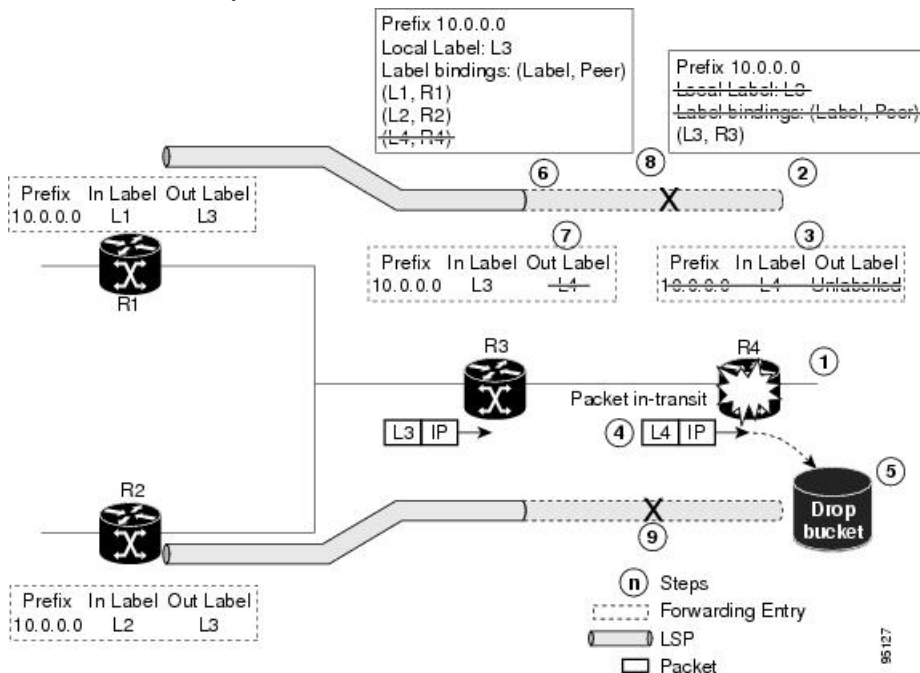 Prefix 10.0.0.0
Local Label: L3
Label bindings: (Label, Peer)
(L1, R1)
(L2, R2)
(L4, R4)
Prefix 10.0.0.0
Local Label: L3
Label bindings: (Label, Peer)
(L3, R3)
6
8
2
Prefix In Label Out Label
10.0.0.0 L1 L3
R1
7
Prefix In Label Out Label
10.0.0.0 L3 L4
3
Prefix In Label Out Label
10.0.0.0 L4 Unlabelled
R3
R4
1
Packet in-transit
L3 IP
4
L4 IP
5
Drop
bucket
R2
9
Prefix In Label Out Label
10.0.0.0 L2 L3
n Steps
Forwarding Entry
LSP
Packet
95127